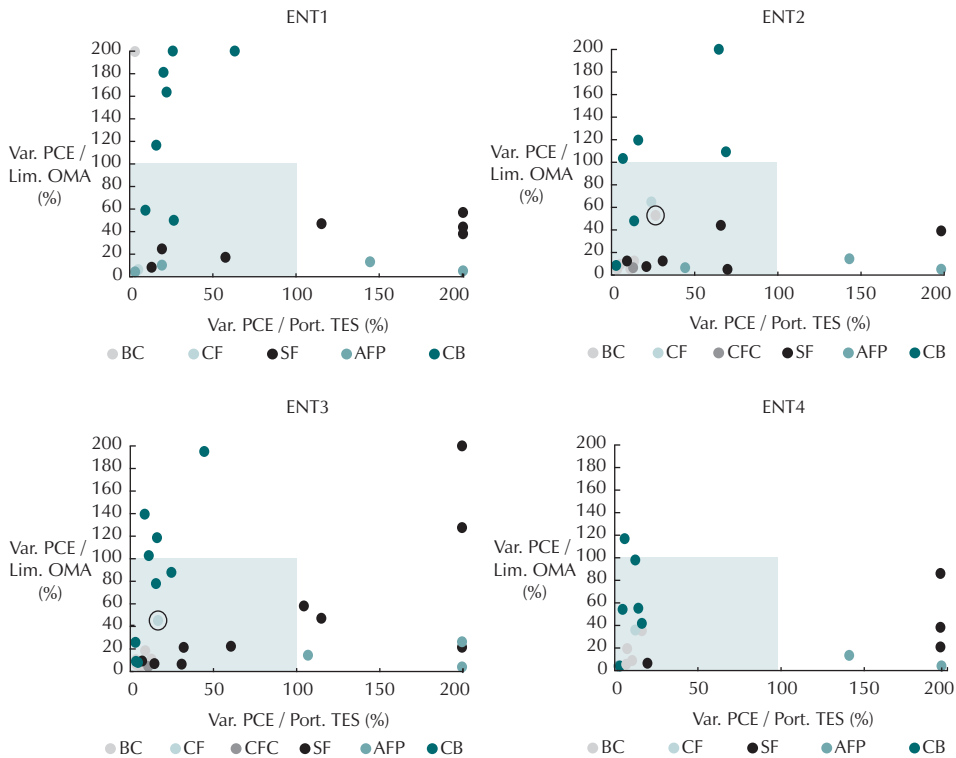 ENT1
200
180
160
140
120
100
80
60
40
20
0
Var. PCE /
Lim. OMA
(%)
0 50 100 150 200
Var. PCE / Port. TES (%)
BC CF SF AFP CB
ENT2
200
180
160
140
120
100
80
60
40
20
0
Var. PCE /
Lim. OMA
(%)
0 50 100 150 200
Var. PCE / Port. TES (%)
BC CF CFC SF AFP CB
ENT3
200
180
160
140
120
100
80
60
40
20
0
Var. PCE /
Lim. OMA
(%)
0 50 100 150 200
Var. PCE / Port. TES (%)
BC CF CFC SF AFP CB
ENT4
200
180
160
140
120
100
80
60
40
20
0
Var. PCE /
Lim. OMA
(%)
0 50 100 150 200
Var. PCE / Port. TES (%)
BC CF SF AFP CB